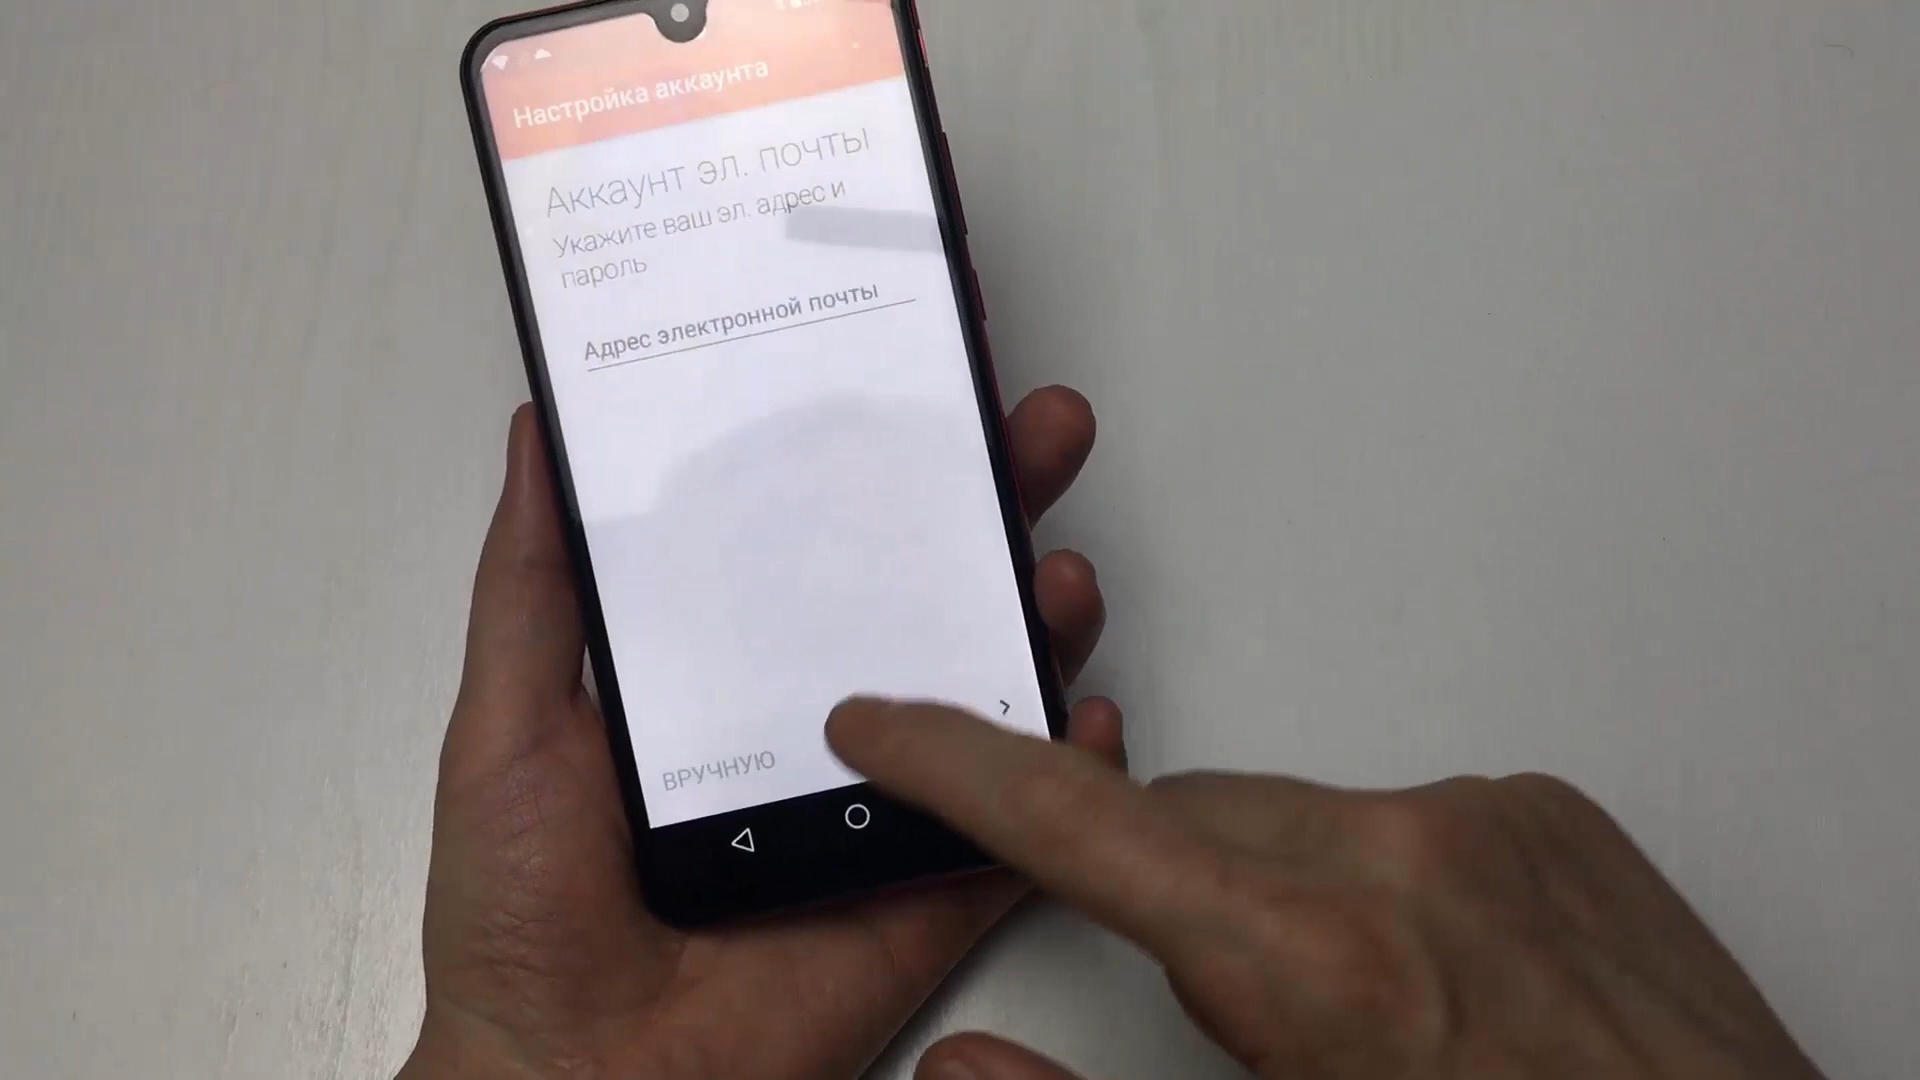 Настройка аккаунта
Аккаунт эл. почты
Укажите ваш эл. адрес и
пароль
Адрес электронной почты
ВРУЧНУЮ